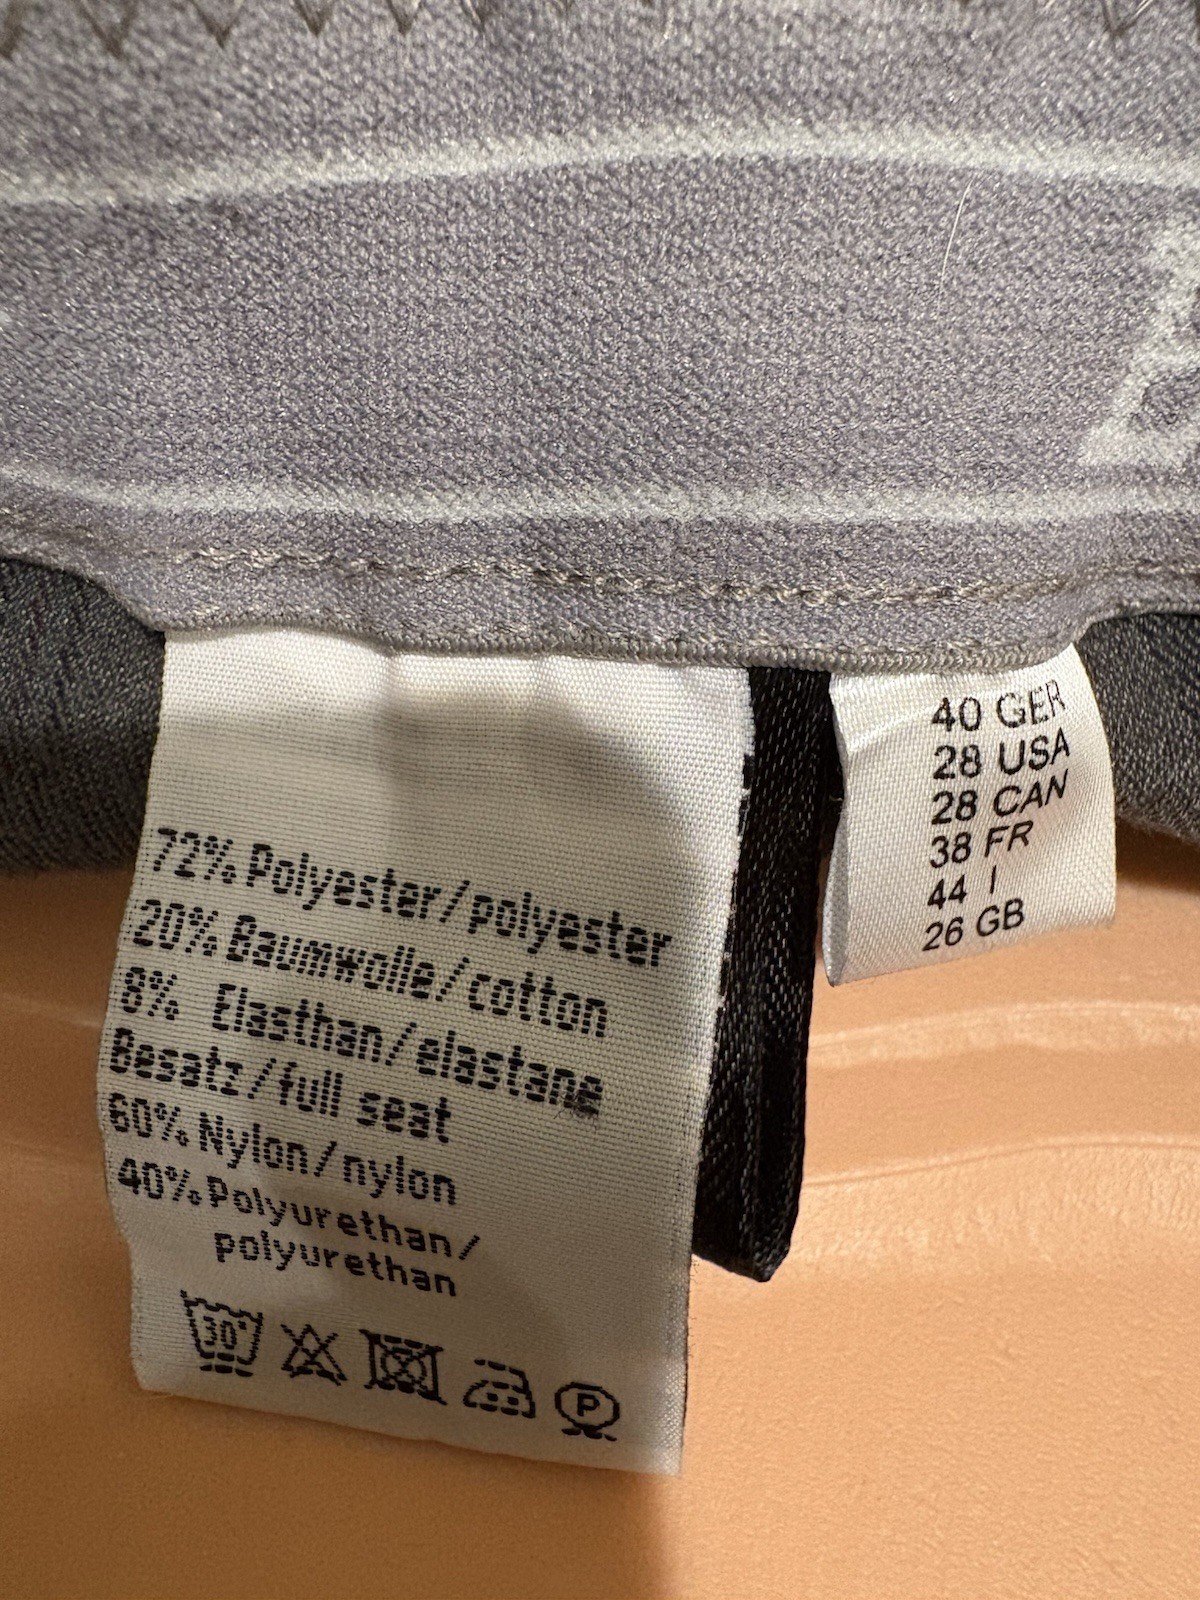 72% Polyester/polyester
20% Baumwolle/cotton
8% Elasthan/elastane
Besatz/full seat
60% Nylon/nylon
40% Polyurethan/
polyurethan
30°
P
40 GER
28 USA
28 CAN
38 FR
44 I
26 GB